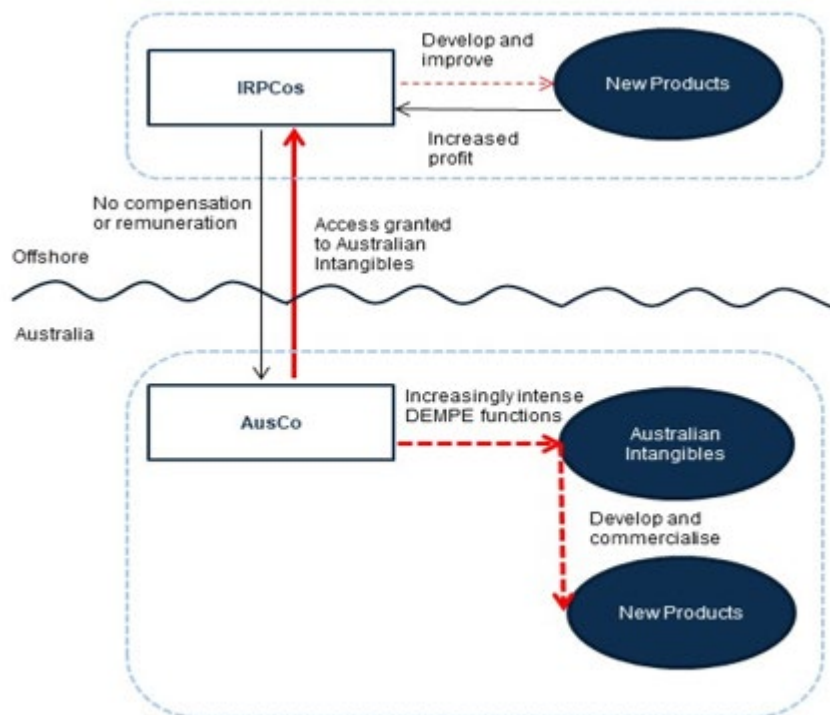 Develop and
improve
IRPCos
New Products
Increased
profit
No compensation
or remuneration
Access granted
to Australian
Intangibles
Offshore
Australia
Increasingly intense
DEMPE functions
AusCo
Australian
Intangibles
Develop and
commercialise
New Products